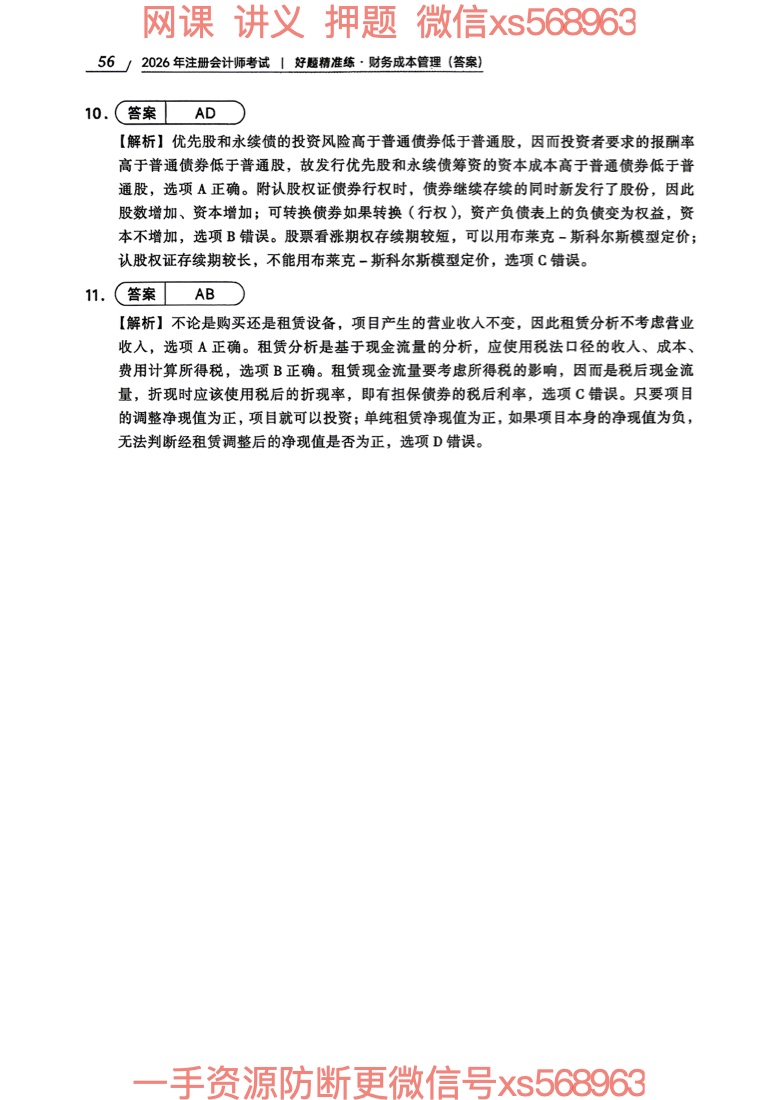 网课 讲义 押题 微信xs568963
56 / 2026年注册会计师考试 | 好题精准练·财务成本管理（答案）
10. 答案 AD
【解析】优先股和永续债的投资风险高于普通债券低于普通股，因而投资者要求的报酬率
高于普通债券低于普通股，故发行优先股和永续债筹资的资本成本高于普通债券低于普
通股，选项 A 正确。附认股权证债券行权时，债券继续存续的同时新发行了股份，因此
股数增加、资本增加；可转换债券如果转换（行权），资产负债表上的负债变为权益，资
本不增加，选项 B 错误。股票看涨期权存续期较短，可以用布莱克－斯科尔斯模型定价；
认股权证存续期较长，不能用布莱克－斯科尔斯模型定价，选项 C 错误。
11. 答案 AB
【解析】不论是购买还是租赁设备，项目产生的营业收入不变，因此租赁分析不考虑营业
收入，选项 A 正确。租赁分析是基于现金流量的分析，应使用税法口径的收入、成本、
费用计算所得税，选项 B 正确。租赁现金流量要考虑所得税的影响，因而是税后现金流
量，折现时应该使用税后的折现率，即有担保债券的税后利率，选项 C 错误。只要项目
的调整净现值为正，项目就可以投资；单纯租赁净现值为正，如果项目本身的净现值为负，
无法判断经租赁调整后的净现值是否为正，选项 D 错误。
一手资源防断更微信号xs568963